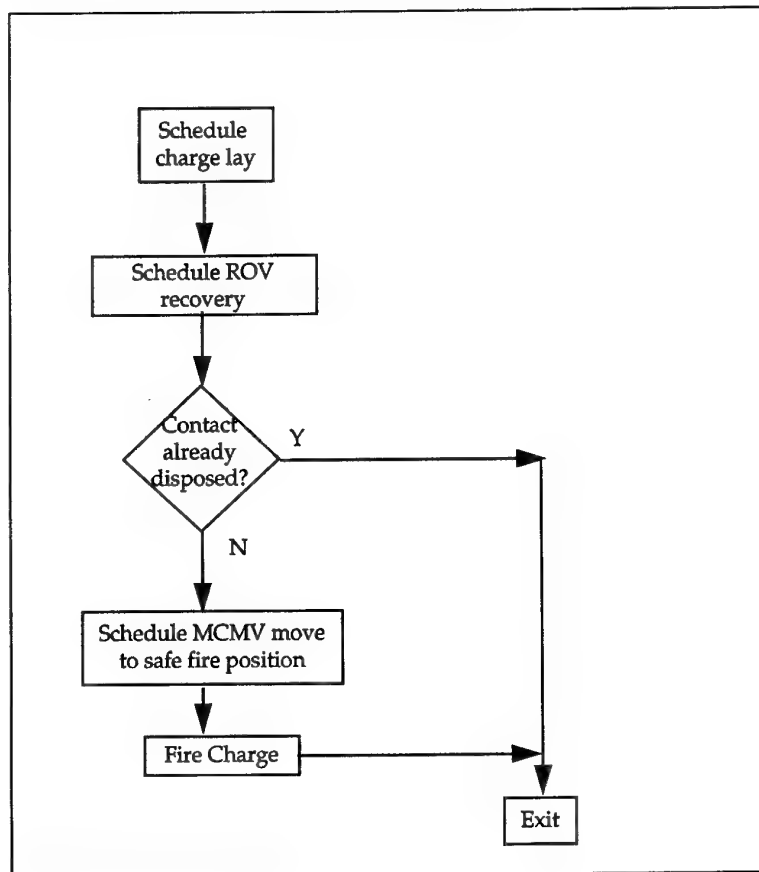 Schedule
charge lay
Schedule ROV
recovery
Contact
already
disposed?
Y
N
Schedule MCMV move
to safe fire position
Fire Charge
Exit